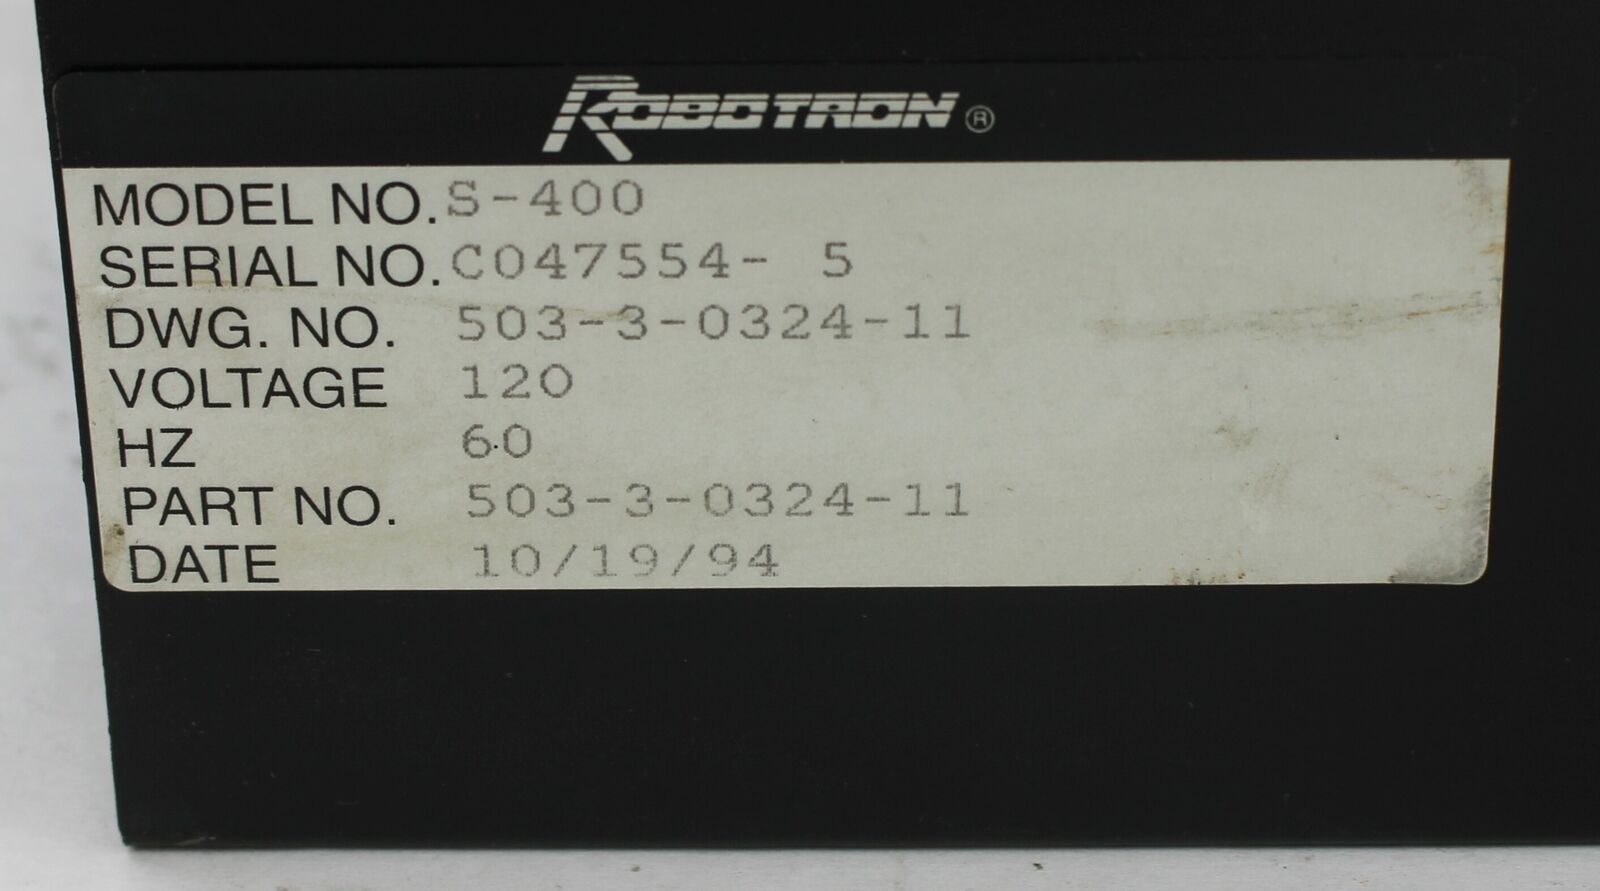 ROBOTRON®
MODEL NO. S-400
SERIAL NO. C047554- 5
DWG. NO. 503-3-0324-11
VOLTAGE 120
HZ 60
PART NO. 503-3-0324-11
DATE 10/19/94